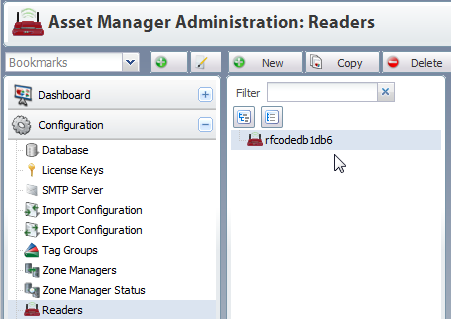 Asset Manager Administration: Readers
Bookmarks New Copy Delete
Dashboard
Configuration
Database
License Keys
SMTP Server
Import Configuration
Export Configuration
Tag Groups
Zone Managers
Zone Manager Status
Readers
Filter
rfcodedb1db6